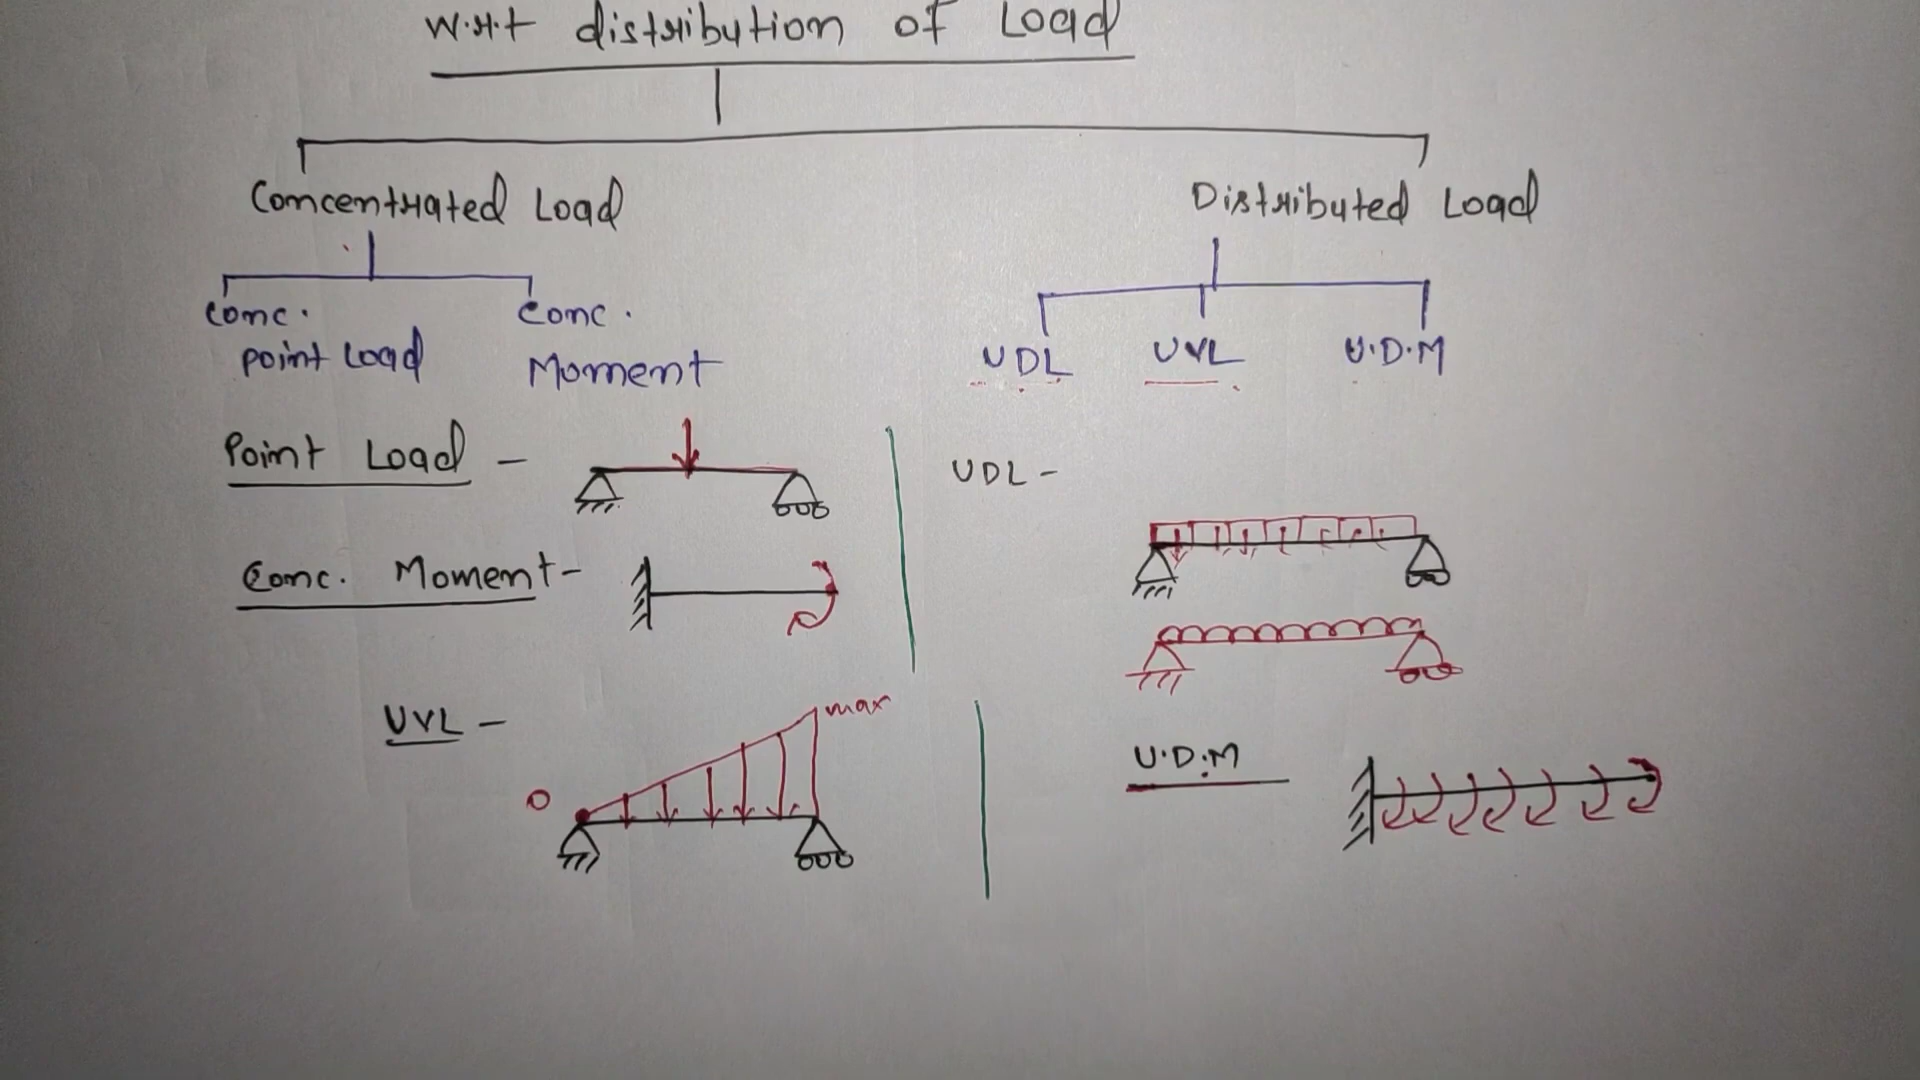 w.r.t distribution of Load
Concentrated Load
Distributed Load
Conc. point Load
Conc. Moment
UDL
UVL
U.D.M
Point Load -
UDL -
Conc. Moment -
UVL -
max
0
U.D.M